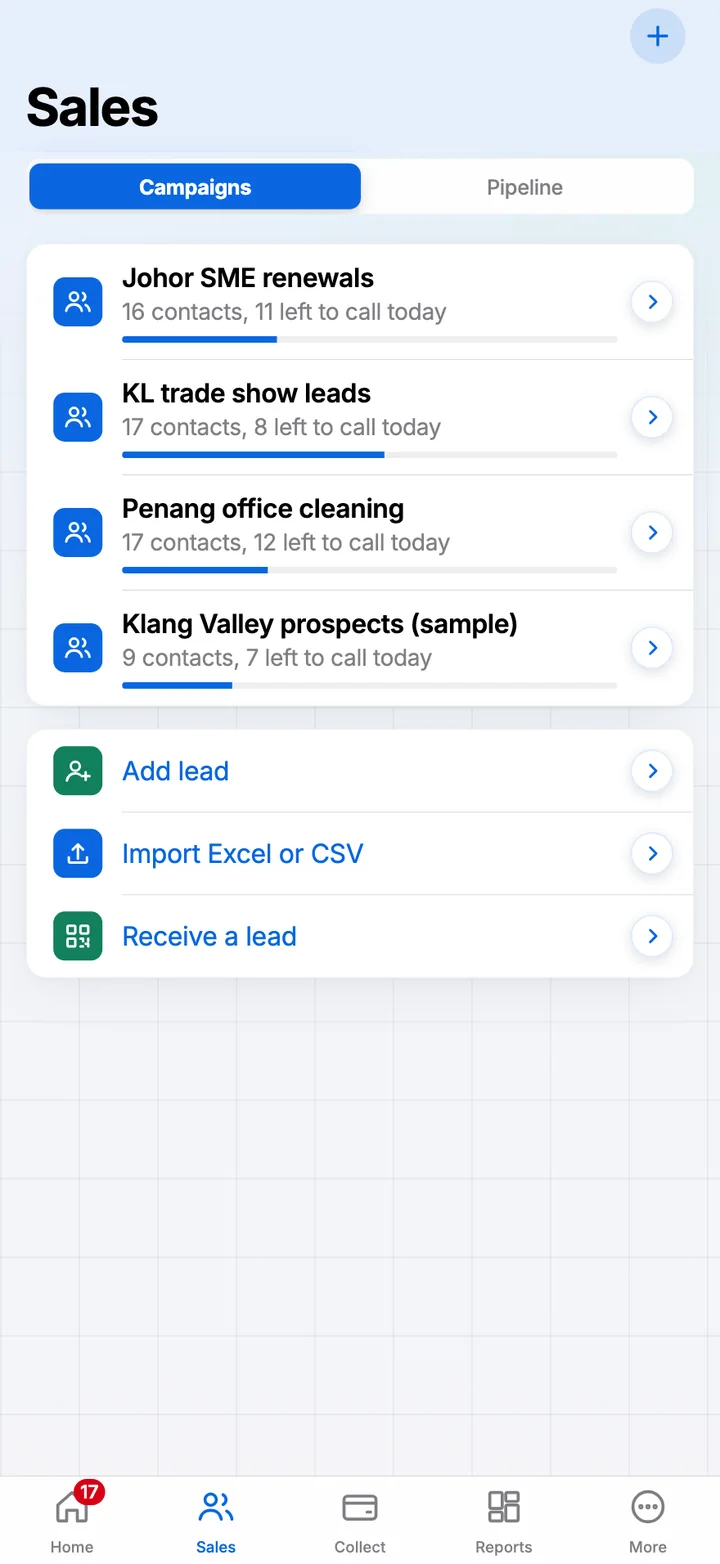 Sales
Campaigns
Pipeline
Johor SME renewals
16 contacts, 11 left to call today
KL trade show leads
17 contacts, 8 left to call today
Penang office cleaning
17 contacts, 12 left to call today
Klang Valley prospects (sample)
9 contacts, 7 left to call today
Add lead
Import Excel or CSV
Receive a lead
17
Home
Sales
Collect
Reports
More